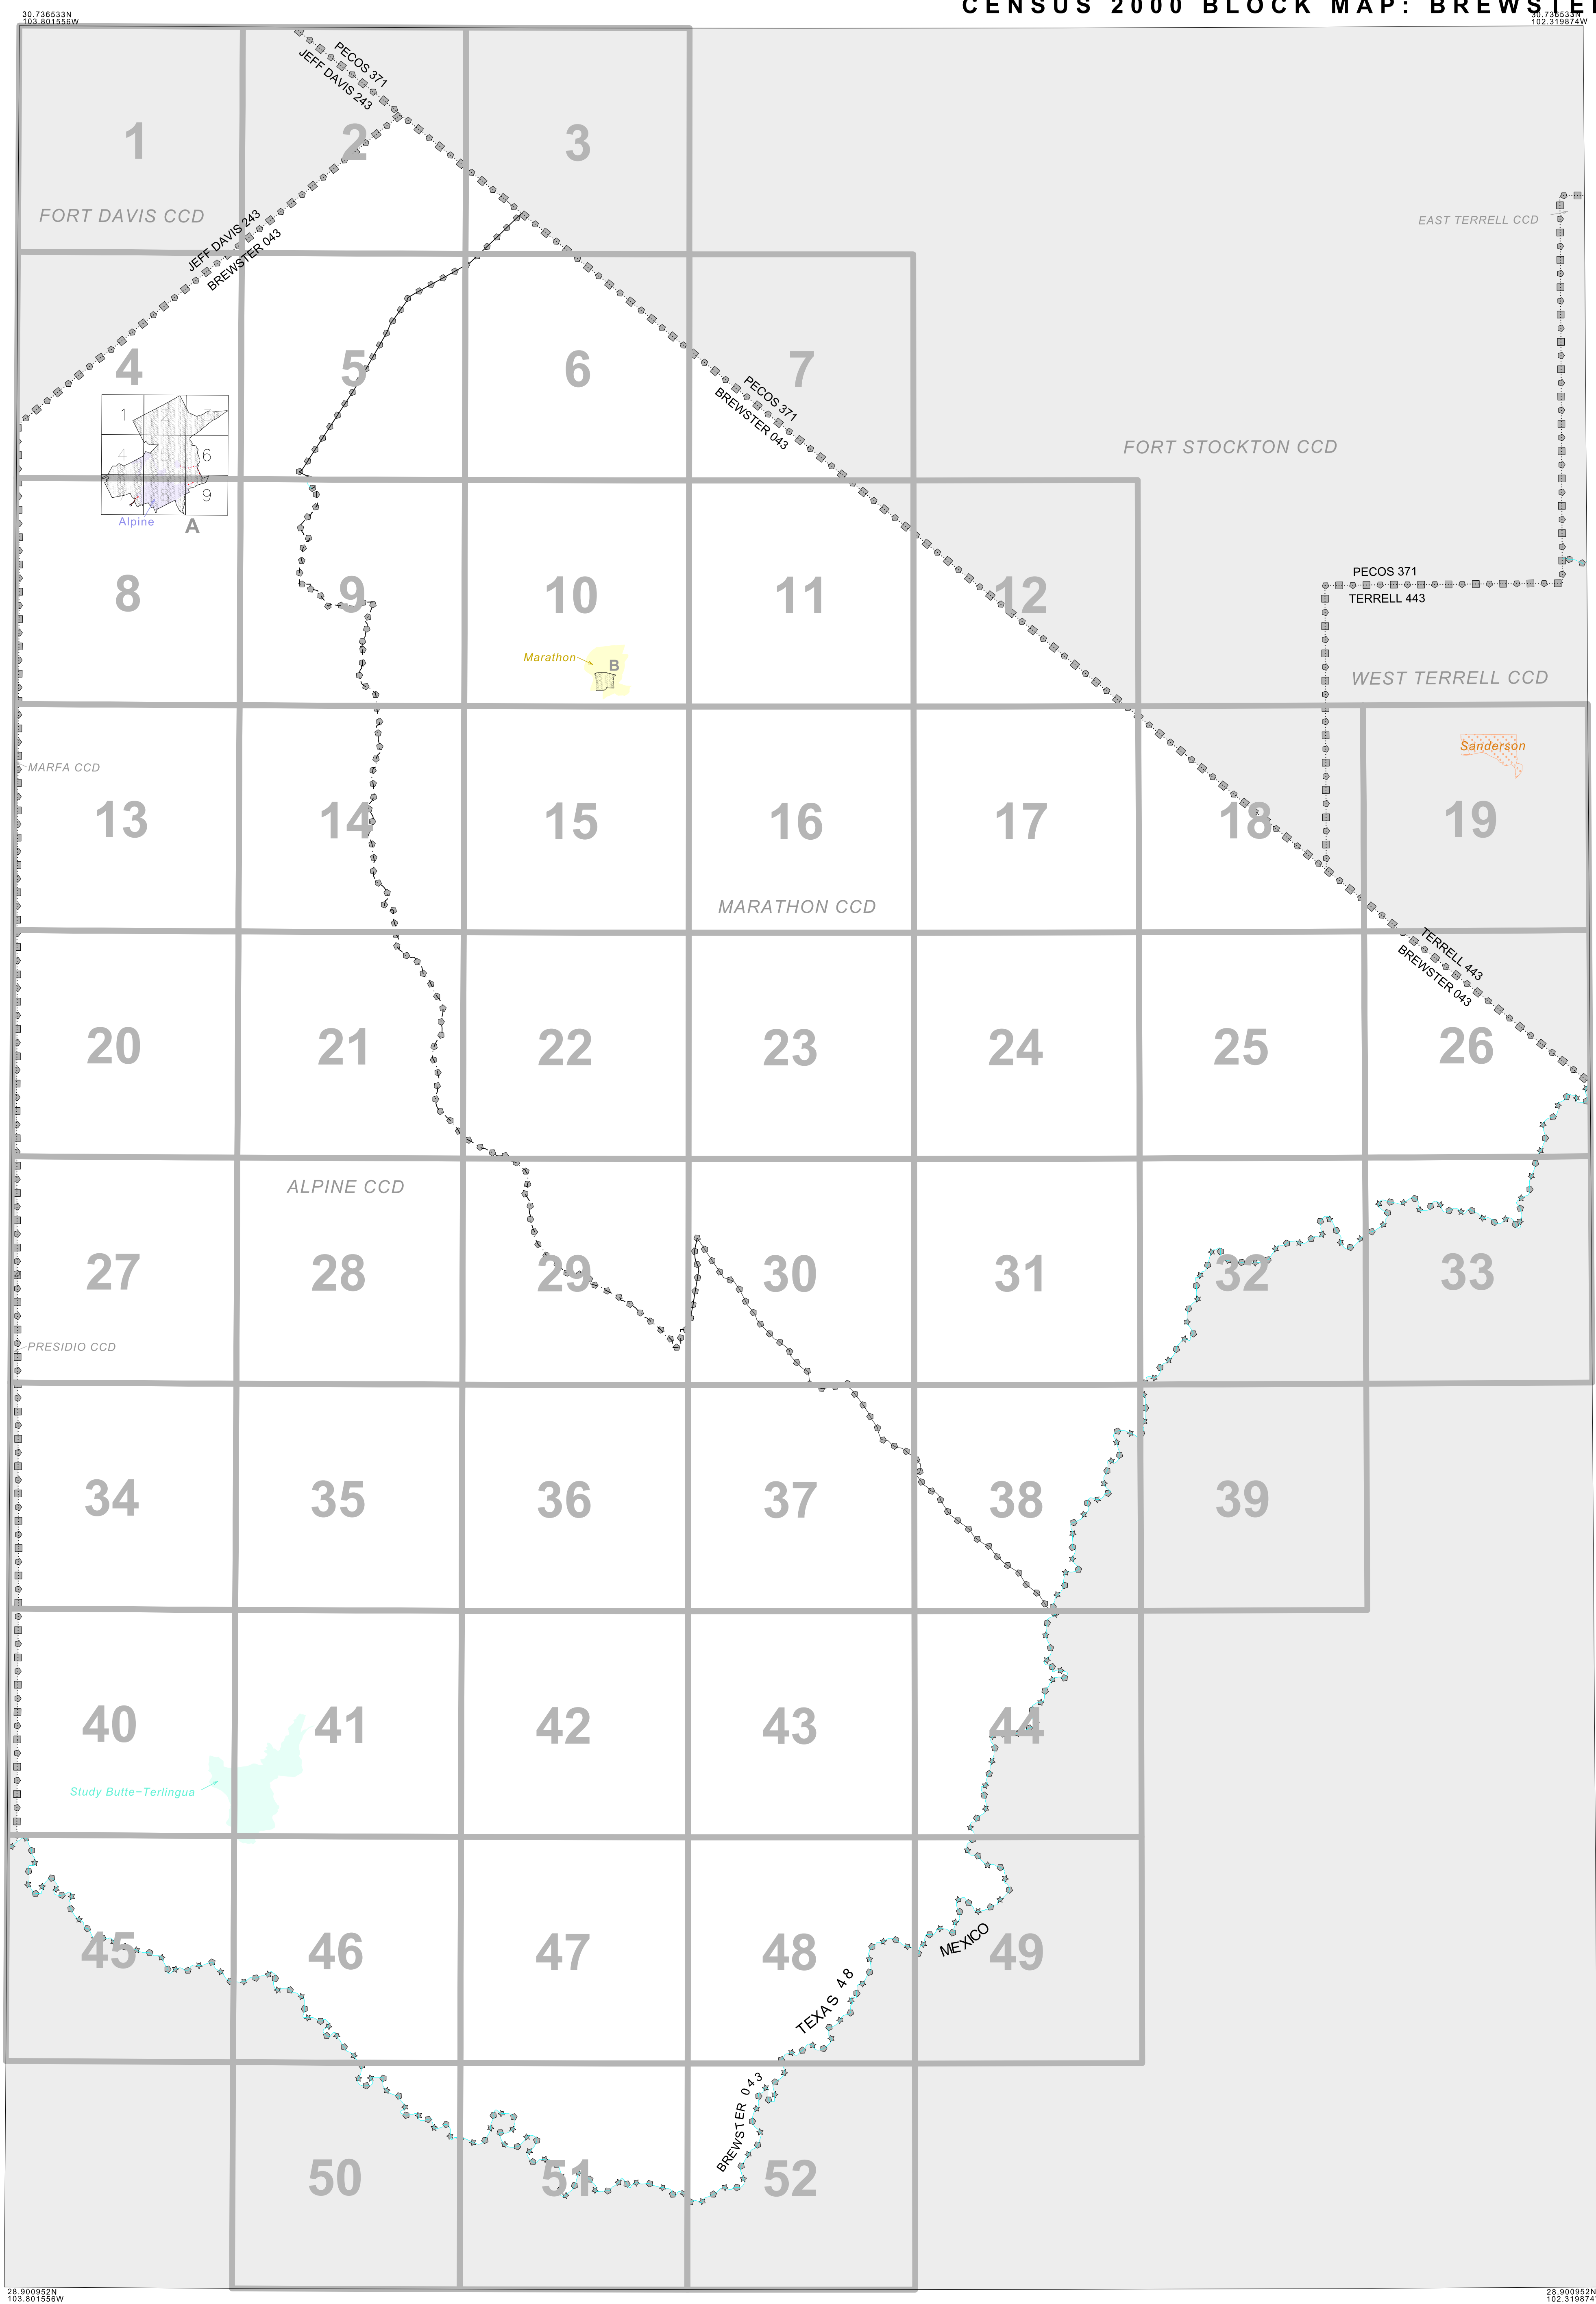 CENSUS 2000 BLOCK MAP: BREWSTER
30.736533N
103.801556W
30.736533N
102.319874W
PECOS 371
JEFF DAVIS 243
1
2
3
FORT DAVIS CCD
EAST TERRELL CCD
JEFF DAVIS 243
BREWSTER 043
4
5
6
7
PECOS 371
BREWSTER 043
1
2
3
4
5
6
7
8
9
Alpine
A
FORT STOCKTON CCD
8
9
10
11
12
PECOS 371
TERRELL 443
Marathon
B
WEST TERRELL CCD
Sanderson
MARFA CCD
13
14
15
16
17
18
19
MARATHON CCD
TERRELL 443
BREWSTER 043
20
21
22
23
24
25
26
ALPINE CCD
27
28
29
30
31
32
33
PRESIDIO CCD
34
35
36
37
38
39
40
41
42
43
44
Study Butte-Terlingua
45
46
47
48
49
MEXICO
TEXAS 48
BREWSTER 043
50
51
52
28.900952N
103.801556W
28.900952N
102.319874